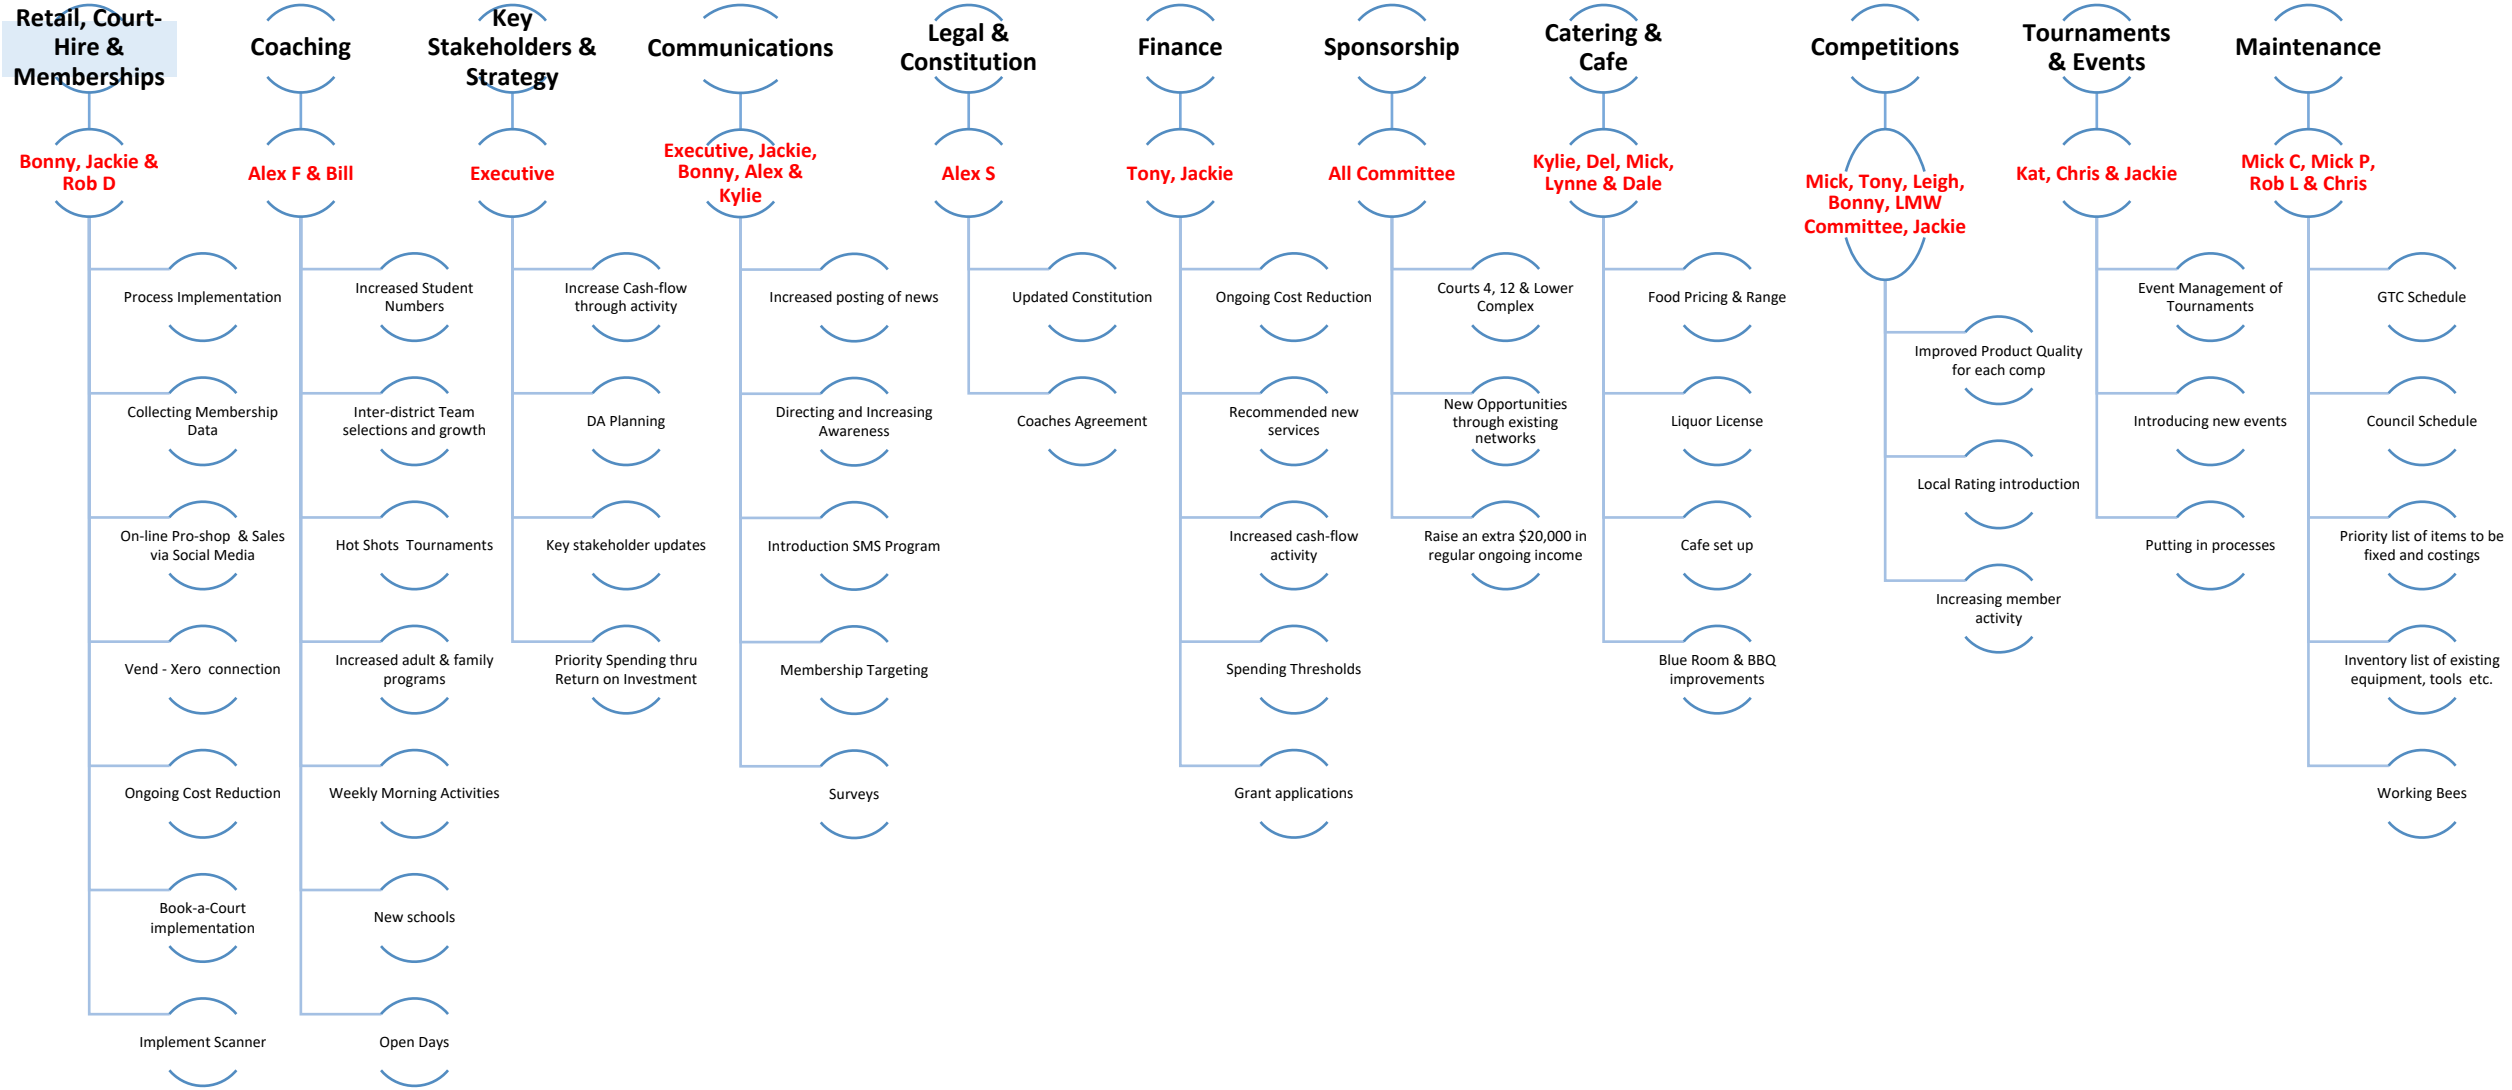 Retail, Court-
Hire &
Memberships
Bonny, Jackie &
Rob D
Process Implementation
Collecting Membership
Data
On-line Pro-shop  & Sales
via Social Media
Vend - Xero  connection
Ongoing Cost Reduction
Book-a-Court
implementation
Implement Scanner
Coaching
Alex F & Bill
Increased Student
Numbers
Inter-district Team
selections and growth
Hot Shots  Tournaments
Increased adult & family
programs
Weekly Morning Activities
New schools
Open Days
Key
Stakeholders &
Strategy
Executive
Increase Cash-flow
through activity
DA Planning
Key stakeholder updates
Priority Spending thru
Return on Investment
Communications
Executive, Jackie,
Bonny, Alex &
Kylie
Increased posting of news
Directing and Increasing
Awareness
Introduction SMS Program
Membership Targeting
Surveys
Legal &
Constitution
Alex S
Updated Constitution
Coaches Agreement
Finance
Tony, Jackie
Ongoing Cost Reduction
Recommended new
services
Increased cash-flow
activity
Spending Thresholds
Grant applications
Sponsorship
All Committee
Courts 4, 12 & Lower
Complex
New Opportunities
through existing
networks
Raise an extra $20,000 in
regular ongoing income
Catering &
Cafe
Kylie, Del, Mick,
Lynne & Dale
Food Pricing & Range
Liquor License
Cafe set up
Blue Room & BBQ
improvements
Competitions
Mick, Tony, Leigh,
Bonny, LMW
Committee, Jackie
Improved Product Quality
for each comp
Local Rating introduction
Increasing member
activity
Tournaments
& Events
Kat, Chris & Jackie
Event Management of
Tournaments
Introducing new events
Putting in processes
Maintenance
Mick C, Mick P,
Rob L & Chris
GTC Schedule
Council Schedule
Priority list of items to be
fixed and costings
Inventory list of existing
equipment, tools  etc.
Working Bees